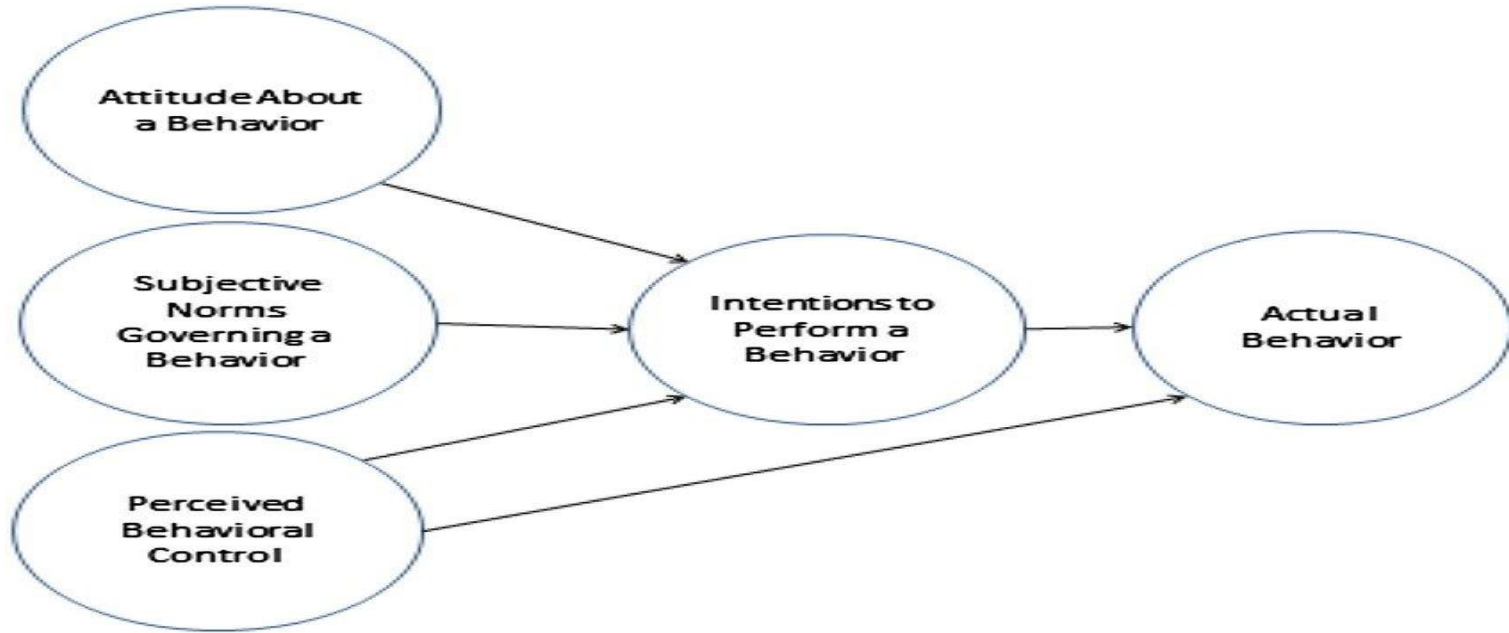 Attitude About
a Behavior
Subjective
Norms
Governing a
Behavior
Perceived
Behavioral
Control
Intentions to
Perform a
Behavior
Actual
Behavior